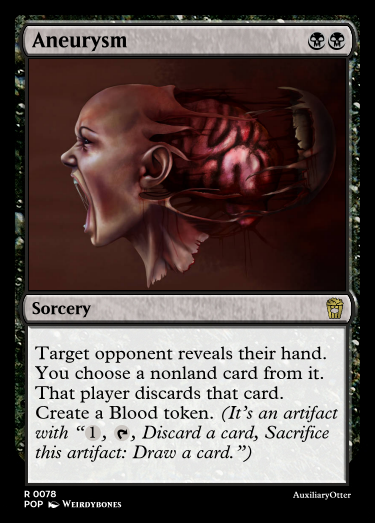 Aneurysm
Sorcery
Target opponent reveals their hand.
You choose a nonland card from it.
That player discards that card.
Create a Blood token. (It's an artifact
with “1, , Discard a card, Sacrifice
this artifact: Draw a card.”)
R 0078
POP WEIRDYBONES
AuxiliaryOtter